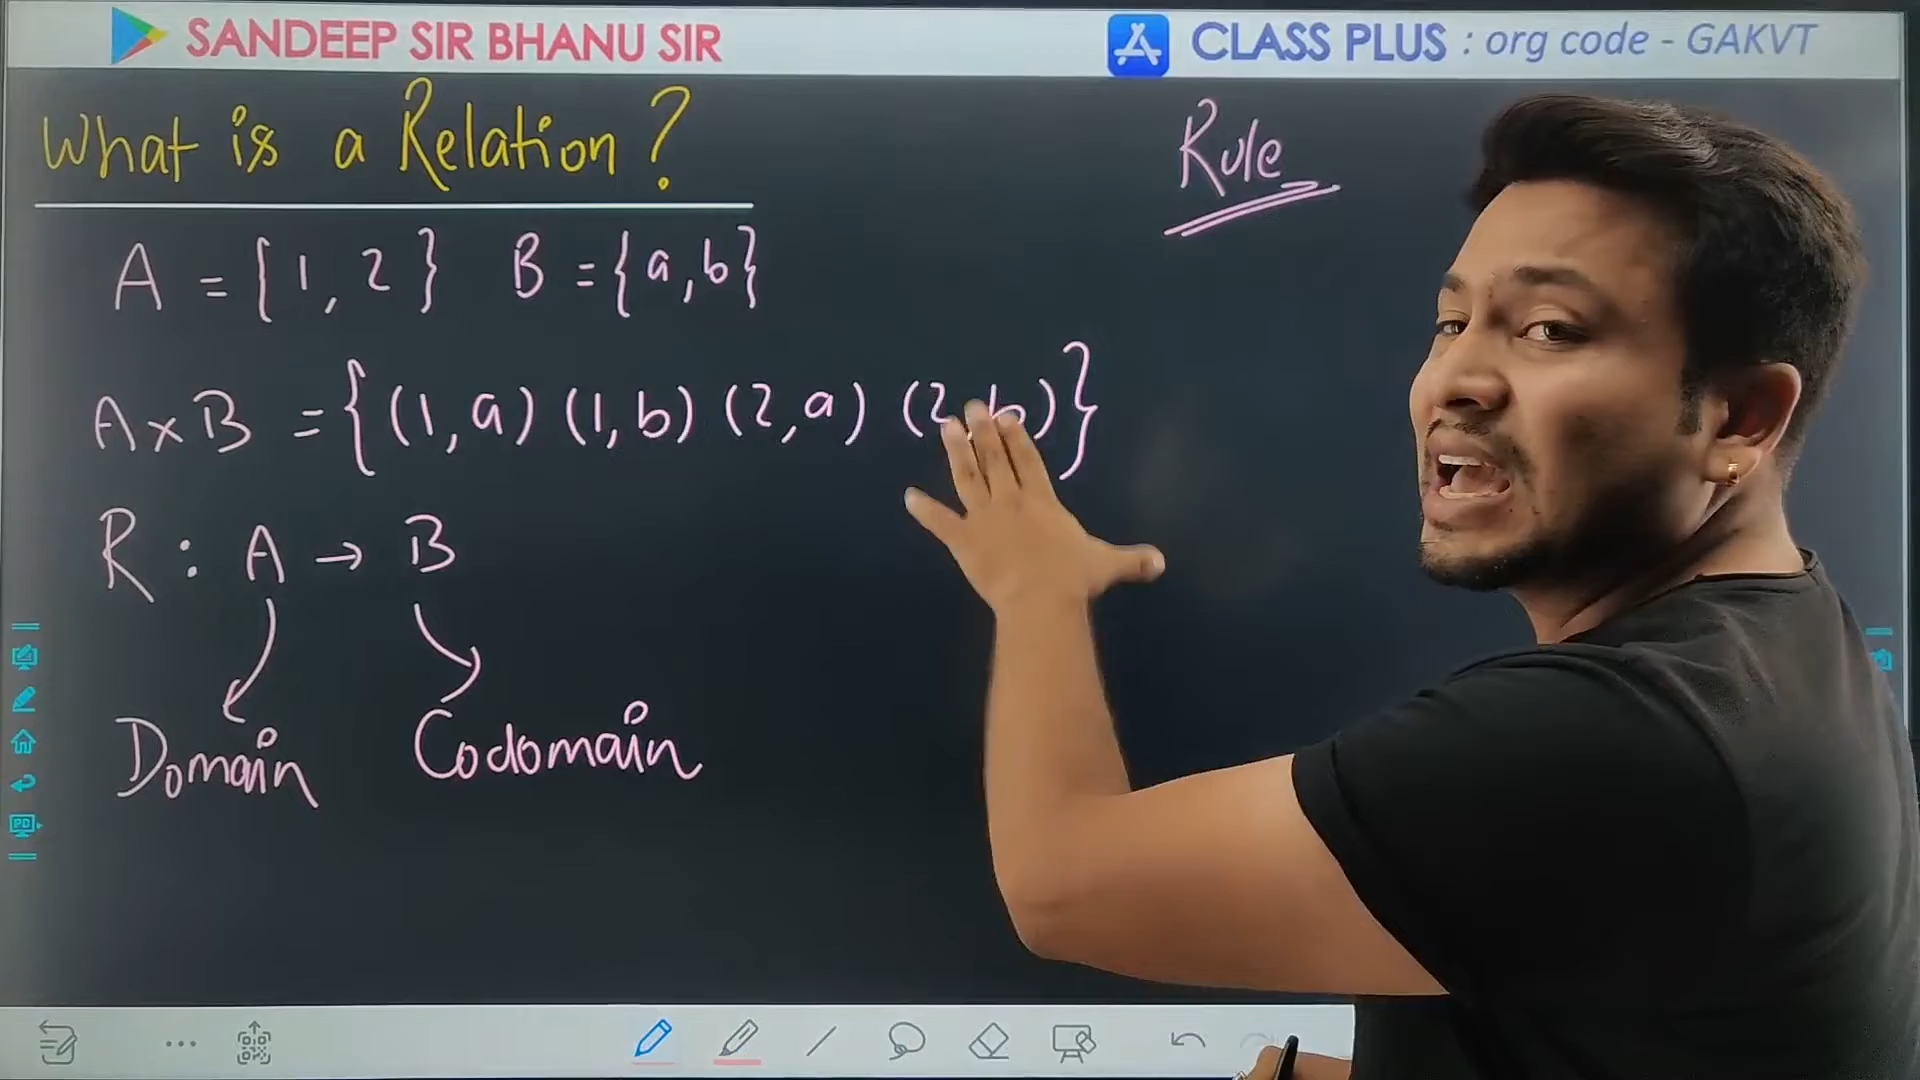 SANDEEP SIR BHANU SIR
CLASS PLUS : org code - GAKVT
What is a Relation?
Rule
A = {1, 2} B = {a, b}
A×B = {(1, a) (1, b) (2, a) (2, b)}
R : A → B
Domain Codomain
PD